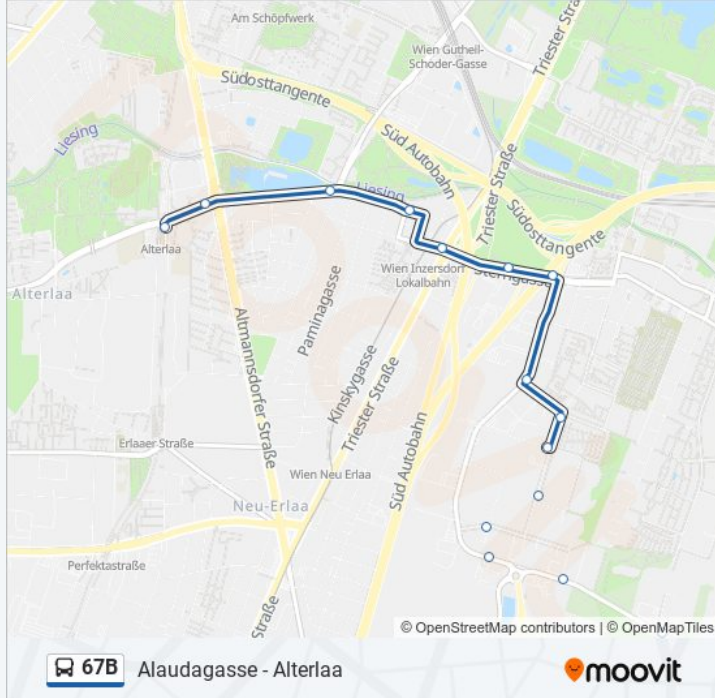 Am Schöpfwerk
Triester Stra
Wien Gutheil-
Schoder-Gasse
Südosttangente
Liesing
Süd Autobahn
Triester Straße
Liesing
Südosttangente
Alterlaa
Wien Inzersdorf
Lokalbahn
Sterngasse
Alterlaa
Paminagasse
Altmannsdorfer Straße
Kinskygasse
Triester Straße
Süd Autobahn
Erlaaer Straße
Wien Neu Erlaa
Neu-Erlaa
Perfektastraße
Straße
© OpenStreetMap contributors | © OpenMapTiles
67B Alaudagasse - Alterlaa
moovit